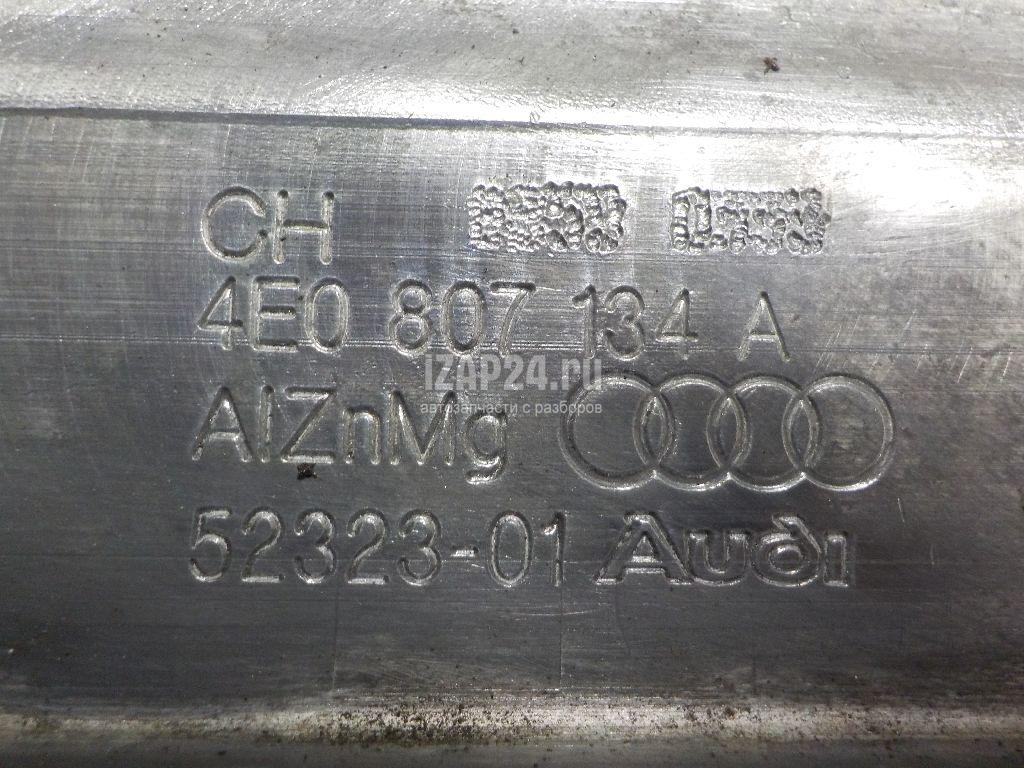 CH
4E0 807 134 A
iZAP24.ru
AlZnMg
автозапчасти с разборов
52323-01 Audi